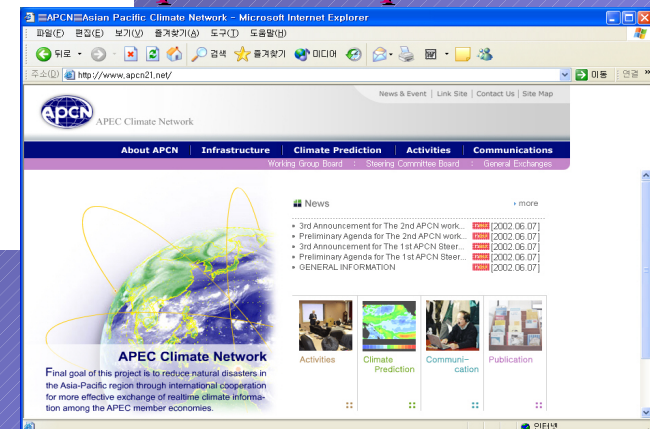 ≡APCN≡Asian Pacific Climate Network - Microsoft Internet Explorer
파일(F) 편집(E) 보기(V) 즐겨찾기(A) 도구(T) 도움말(H)
뒤로 검색 즐겨찾기 미디어
주소(D) http://www.apcn21.net/ 이동 연결 »
News & Event | Link Site | Contact Us | Site Map
APCN APEC Climate Network
About APCN | Infrastructure | Climate Prediction | Activities | Communications
Working Group Board : Steering Committee Board : General Exchanges
News more
3rd Announcement for The 2nd APCN work... new [2002.06.07]
Preliminary Agenda for The 2nd APCN work... new [2002.06.07]
3rd Announcement for The 1st APCN Steer... new [2002.06.07]
Preliminary Agenda for The 1st APCN Steer... new [2002.06.07]
GENERAL INFORMATION new [2002.06.07]
APEC Climate Network
Final goal of this project is to reduce natural disasters in
the Asia-Pacific region through international cooperation
for more effective exchange of realtime climate informa-
tion among the APEC member economies.
Activities
Climate
Prediction
Communi-
cation
Publication
인터넷